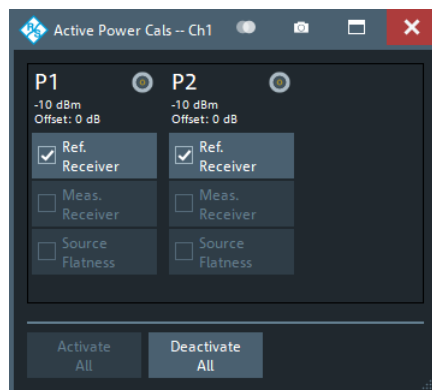 Active Power Cals -- Ch1
P1
-10 dBm
Offset: 0 dB
Ref.
Receiver
Meas.
Receiver
Source
Flatness
P2
-10 dBm
Offset: 0 dB
Ref.
Receiver
Meas.
Receiver
Source
Flatness
Activate
All
Deactivate
All